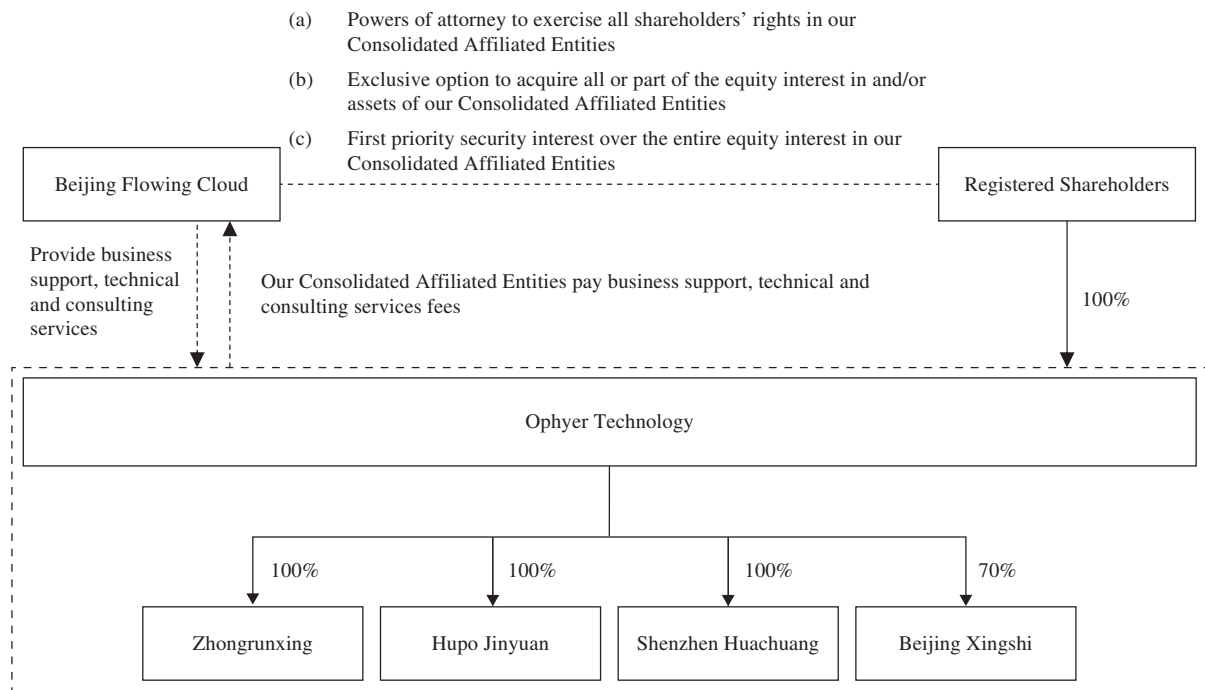 (a) Powers of attorney to exercise all shareholders’ rights in our
Consolidated Affiliated Entities
(b) Exclusive option to acquire all or part of the equity interest in and/or
assets of our Consolidated Affiliated Entities
(c) First priority security interest over the entire equity interest in our
Consolidated Affiliated Entities
Beijing Flowing Cloud
Registered Shareholders
Provide business
support, technical
and consulting
services
Our Consolidated Affiliated Entities pay business support, technical and
consulting services fees
100%
Ophyer Technology
100%
100%
100%
70%
Zhongrunxing
Hupo Jinyuan
Shenzhen Huachuang
Beijing Xingshi